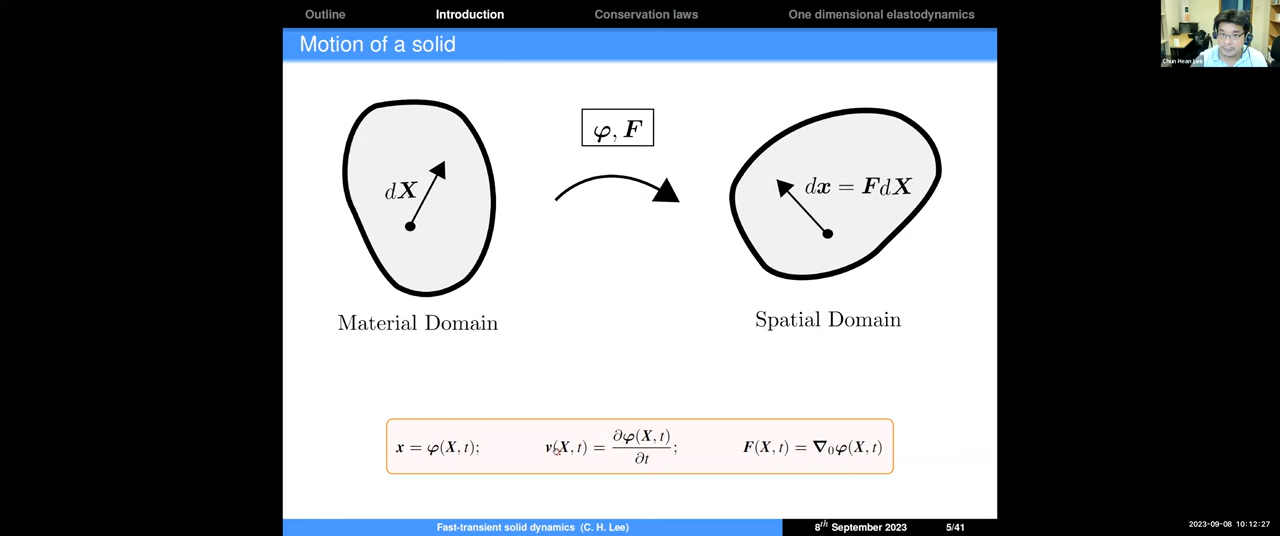 Outline Introduction Conservation laws One dimensional elastodynamics
Motion of a solid
Chun Hean Lee
φ, F
dX
dx = FdX
Material Domain
Spatial Domain
x = φ(X, t); v(X, t) = ∂φ(X, t)/∂t; F(X, t) = ∇₀φ(X, t)
Fast-transient solid dynamics (C. H. Lee) 8th September 2023 5/41
2023-09-08 10:12:27